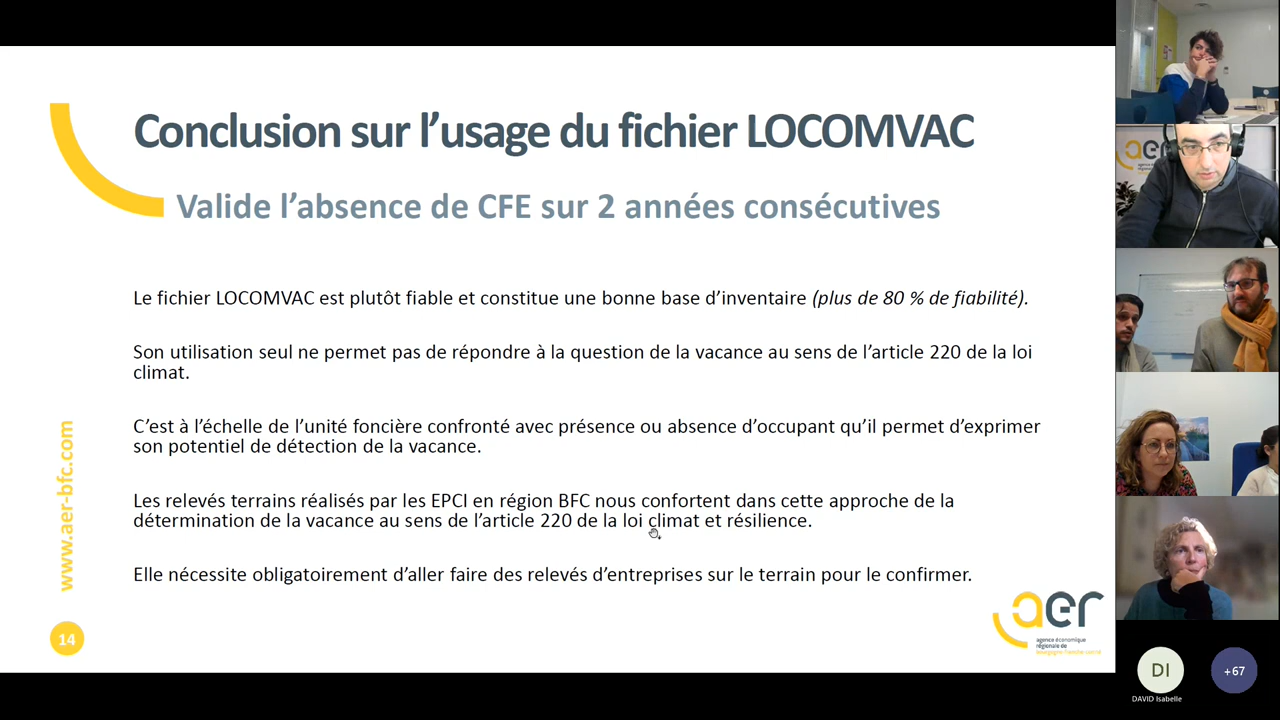 Conclusion sur l’usage du fichier LOCOMVAC
Valide l’absence de CFE sur 2 années consécutives
Le fichier LOCOMVAC est plutôt fiable et constitue une bonne base d’inventaire (plus de 80 % de fiabilité).
Son utilisation seul ne permet pas de répondre à la question de la vacance au sens de l’article 220 de la loi
climat.
C’est à l’échelle de l’unité foncière confronté avec présence ou absence d’occupant qu’il permet d’exprimer
son potentiel de détection de la vacance.
Les relevés terrains réalisés par les EPCI en région BFC nous confortent dans cette approche de la
détermination de la vacance au sens de l’article 220 de la loi climat et résilience.
Elle nécessite obligatoirement d’aller faire des relevés d’entreprises sur le terrain pour le confirmer.
www.aer-bfc.com
14
aer
agence économique
régionale de
bourgogne-franche-comté
aer
DI
DAVID Isabelle
+67